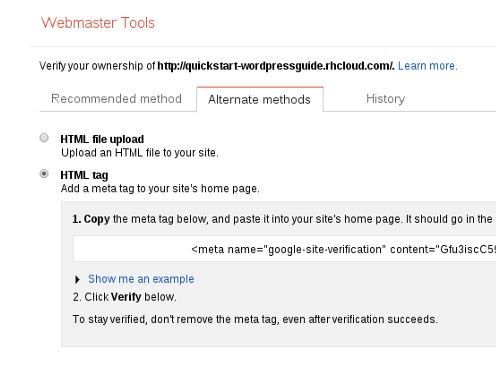 Webmaster Tools
Verify your ownership of http://quickstart-wordpressguide.rhcloud.com/. Learn more.
Recommended method Alternate methods History
HTML file upload
Upload an HTML file to your site.
HTML tag
Add a meta tag to your site's home page.
1. Copy the meta tag below, and paste it into your site's home page. It should go in the
<meta name="google-site-verification" content="Gfu3iscC59
Show me an example
2. Click Verify below.
To stay verified, don't remove the meta tag, even after verification succeeds.